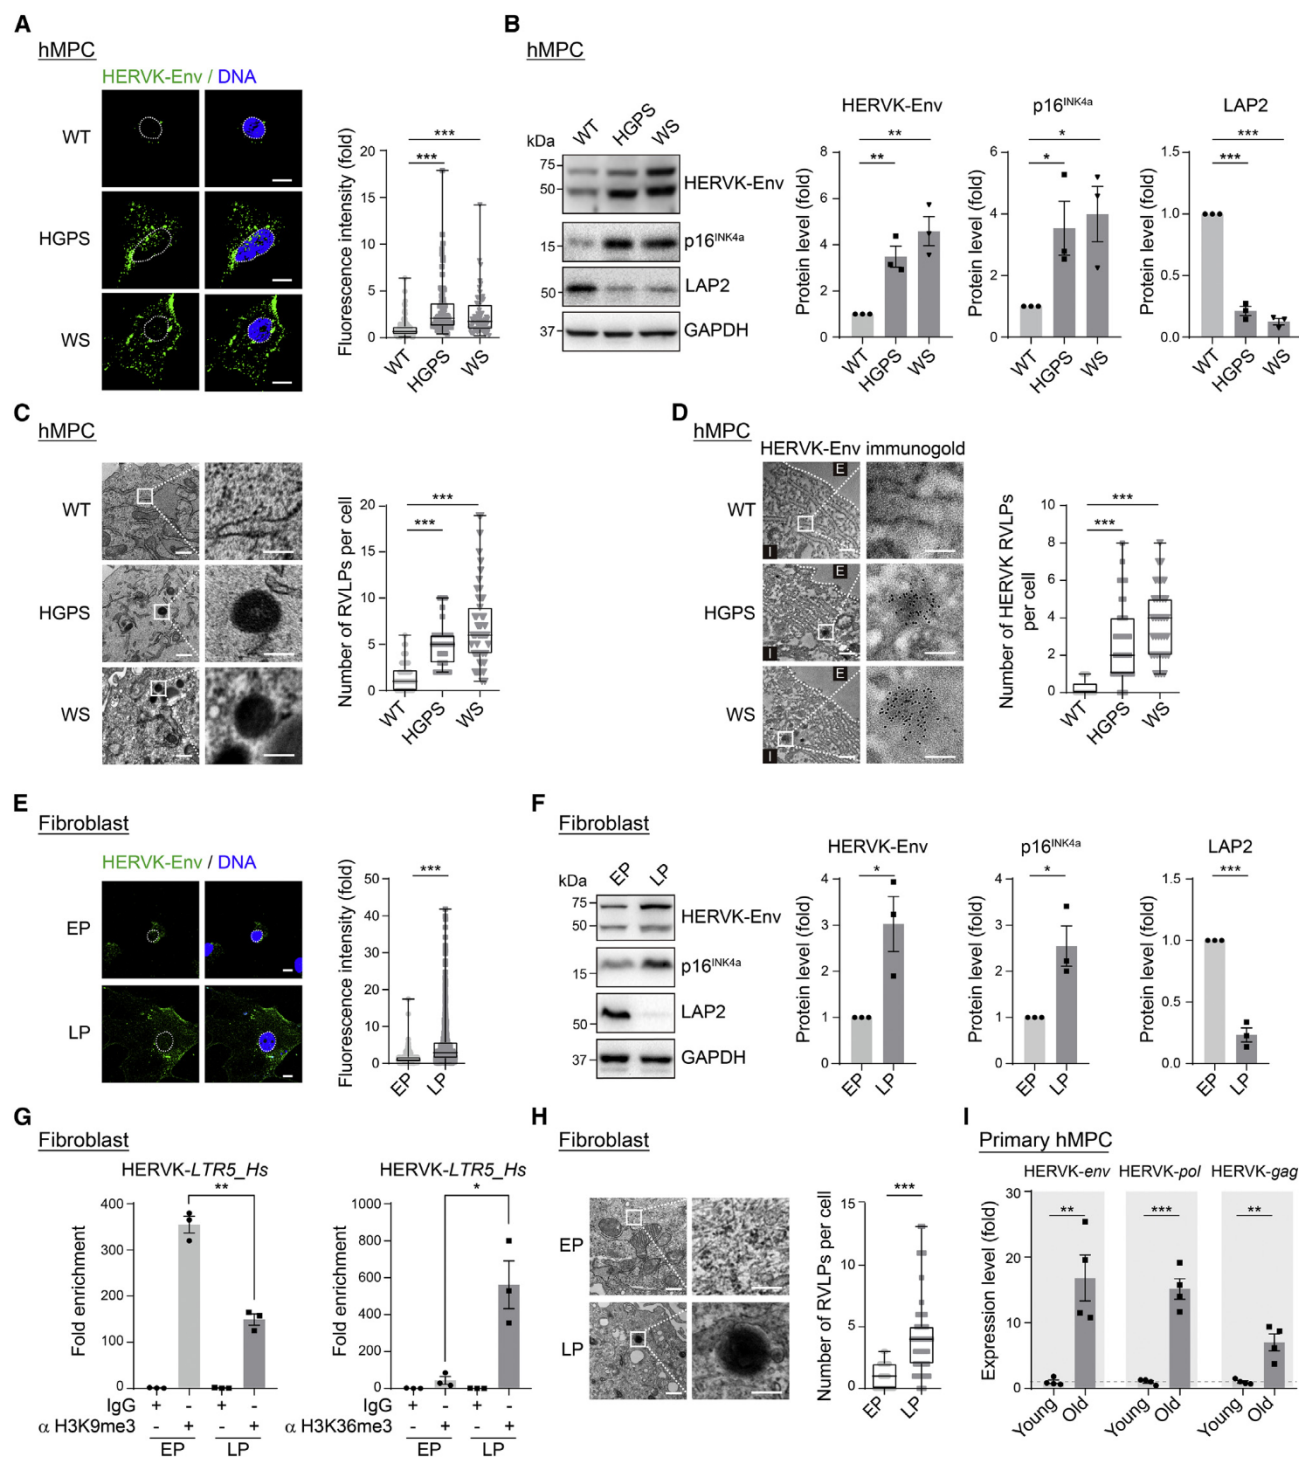 A
hMPC
HERVK-Env / DNA
WT
HGPS
WS
Fluorescence intensity (fold)
20
15
10
5
0
***
***
WT
HGPS
WS
B
hMPC
kDa
WT
HGPS
WS
75
50
HERVK-Env
15
p16INK4a
50
LAP2
37
GAPDH
HERVK-Env
Protein level (fold)
8
6
4
2
0
**
**
WT
HGPS
WS
p16INK4a
Protein level (fold)
6
4
2
0
*
*
WT
HGPS
WS
LAP2
Protein level (fold)
1.5
1.0
0.5
0.0
***
***
WT
HGPS
WS
C
hMPC
WT
HGPS
WS
Number of RVLPs per cell
20
15
10
5
0
***
***
WT
HGPS
WS
D
hMPC
HERVK-Env immunogold
WT
E
I
HGPS
E
I
WS
E
I
Number of HERVK RVLPs
per cell
10
8
6
4
2
0
***
***
WT
HGPS
WS
E
Fibroblast
HERVK-Env / DNA
EP
LP
Fluorescence intensity (fold)
50
40
30
20
10
0
***
EP
LP
F
Fibroblast
kDa
EP
LP
75
50
HERVK-Env
15
p16INK4a
50
LAP2
37
GAPDH
HERVK-Env
Protein level (fold)
4
3
2
1
0
*
EP
LP
p16INK4a
Protein level (fold)
4
3
2
1
0
*
EP
LP
LAP2
Protein level (fold)
1.5
1.0
0.5
0.0
***
EP
LP
G
Fibroblast
HERVK-LTR5_Hs
Fold enrichment
400
300
200
100
0
**
IgG + - + -
α H3K9me3 - + - +
EP LP
HERVK-LTR5_Hs
Fold enrichment
1000
800
600
400
200
0
*
IgG + - + -
α H3K36me3 - + - +
EP LP
H
Fibroblast
EP
LP
Number of RVLPs per cell
15
10
5
0
***
EP
LP
I
Primary hMPC
HERVK-env HERVK-pol HERVK-gag
Expression level (fold)
30
20
10
0
** *** **
Young Old Young Old Young Old